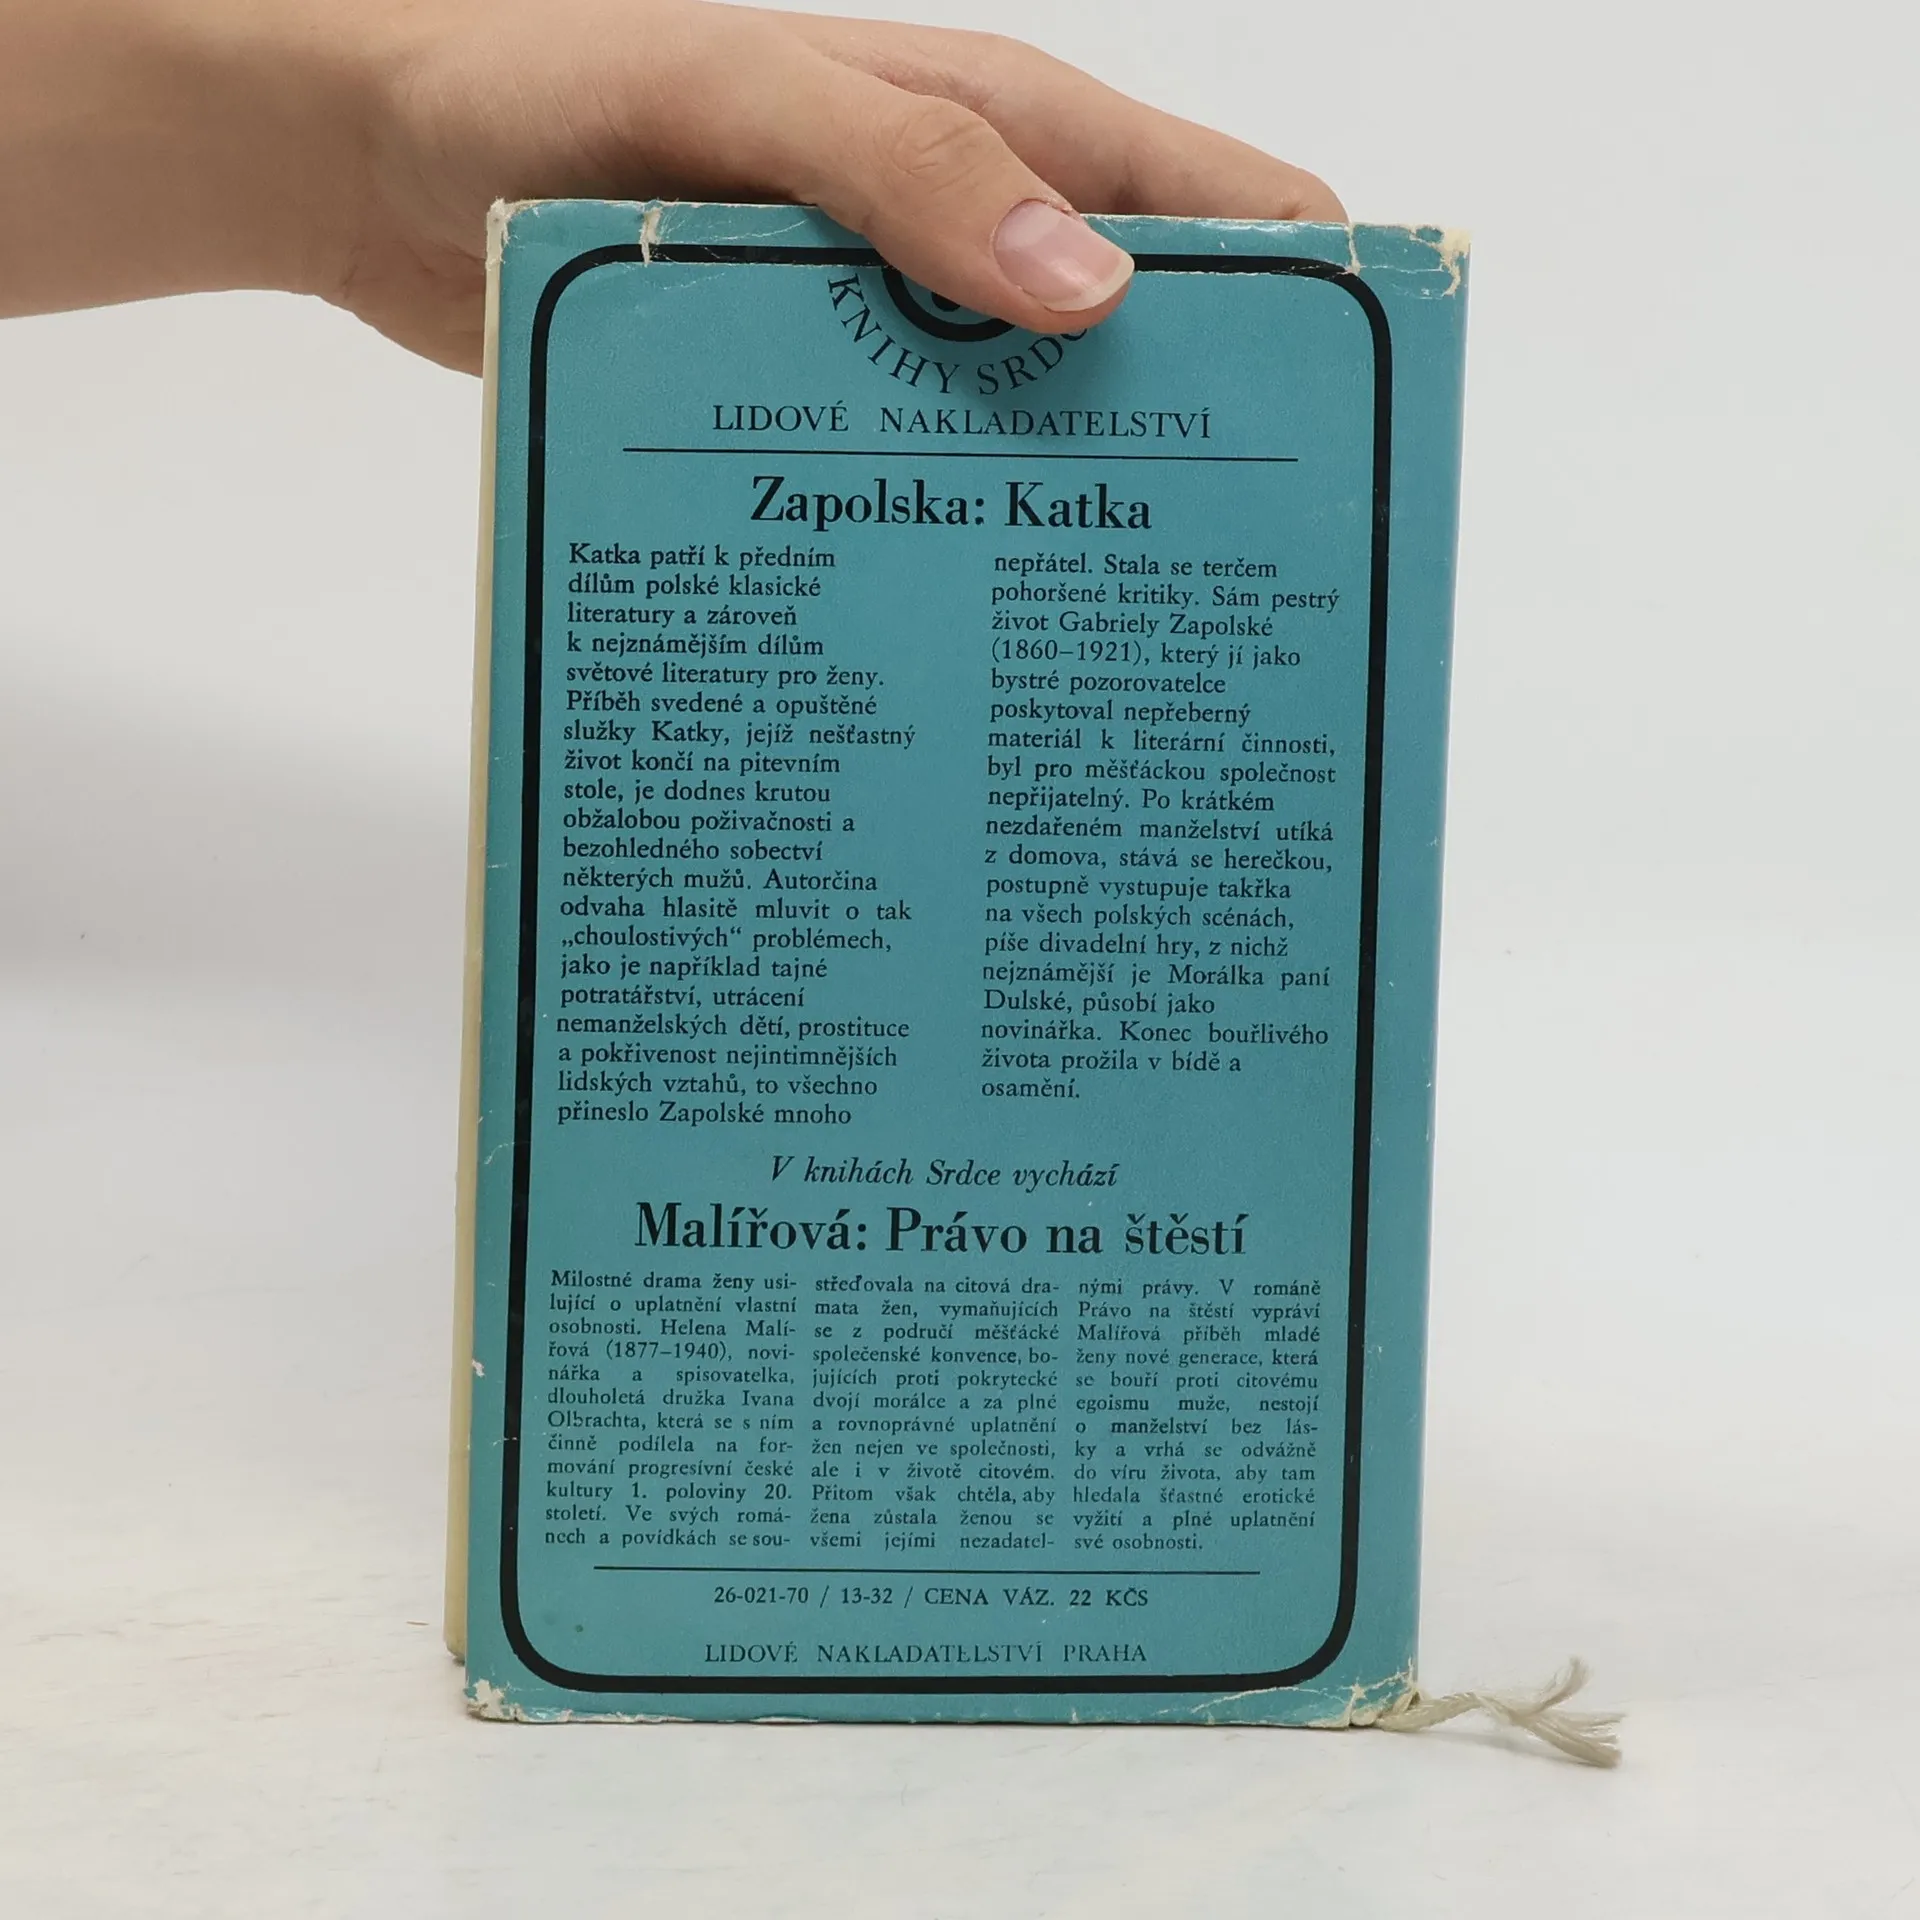 KNIHY
LIDOVÉ NAKLADATELSTVÍ
Zapolska: Katka
Katka patří k předním
dílům polské klasické
literatury a zároveň
k nejznámějším dílům
světové literatury pro ženy.
Příběh svedené a opuštěné
služky Katky, jejíž nešťastný
život končí na pitevním
stole, je dodnes krutou
obžalobou poživačnosti a
bezohledného sobectví
některých mužů. Autorčina
odvaha hlasitě mluvit o tak
„choulostivých“ problémech,
jako je například tajné
potratářství, utrácení
nemanželských dětí, prostituce
a pokřivenost nejintimnějších
lidských vztahů, to všechno
přineslo Zapolské mnoho
nepřátel. Stala se terčem
pohoršené kritiky. Sám pestrý
život Gabriely Zapolské
(1860–1921), který jí jako
bystré pozorovatelce
poskytoval nepřeberný
materiál k literární činnosti,
byl pro měšťáckou společnost
nepřijatelný. Po krátkém
nezdařeném manželství utíká
z domova, stává se herečkou,
postupně vystupuje takřka
na všech polských scénách,
píše divadelní hry, z nichž
nejznámější je Morálka paní
Dulské, působí jako
novinářka. Konec bouřlivého
života prožila v bídě a
osamění.
V knihách Srdce vychází
Malířová: Právo na štěstí
Milostné drama ženy usi-
lující o uplatnění vlastní
osobnosti. Helena Malí-
řová (1877–1940), novi-
nářka a spisovatelka,
dlouholetá družka Ivana
Olbrachta, která se s ním
činně podílela na for-
mování progresívní české
kultury 1. poloviny 20.
století. Ve svých romá-
nech a povídkách se sou-
střeďovala na citová dra-
mata žen, vymaňujících
se z područí měšťácké
společenské konvence, bo-
jujících proti pokrytecké
dvojí morálce a za plné
a rovnoprávné uplatnění
žen nejen ve společnosti,
ale i v životě citovém.
Přitom však chtěla, aby
žena zůstala ženou se
všemi jejími nezadatel-
nými právy. V románě
Právo na štěstí vypráví
Malířová příběh mladé
ženy nové generace, která
se bouří proti citovému
egoismu muže, nestojí
o manželství bez lás-
ky a vrhá se odvážně
do víru života, aby tam
hledala šťastné erotické
vyžití a plné uplatnění
své osobnosti.
26-021-70 / 13-32 / CENA VÁZ. 22 KČS
LIDOVÉ NAKLADATELSTVÍ PRAHA